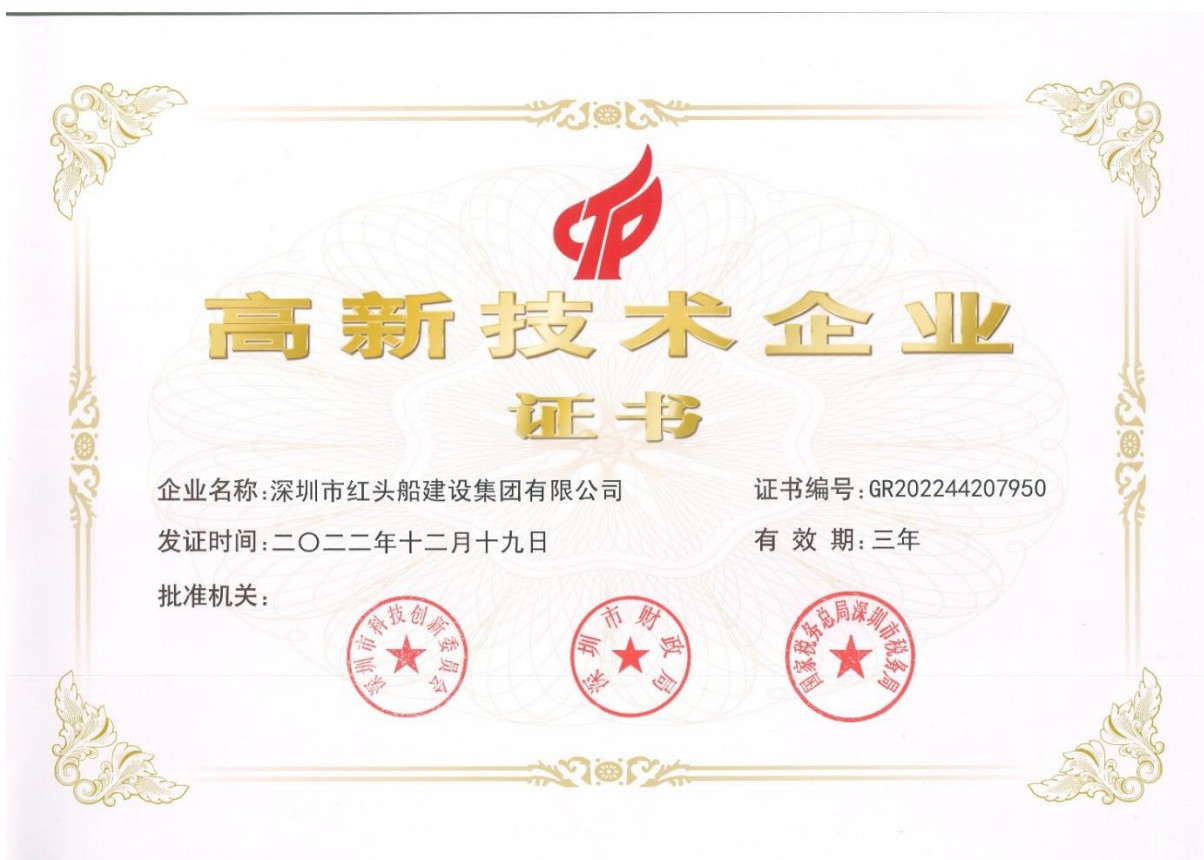 高新技术企业
证书
企业名称:深圳市红头船建设集团有限公司
证书编号:GR202244207950
发证时间:二〇二二年十二月十九日
有效期:三年
批准机关:
深圳市科技创新委员会
深圳市财政局
国家税务总局深圳市税务局